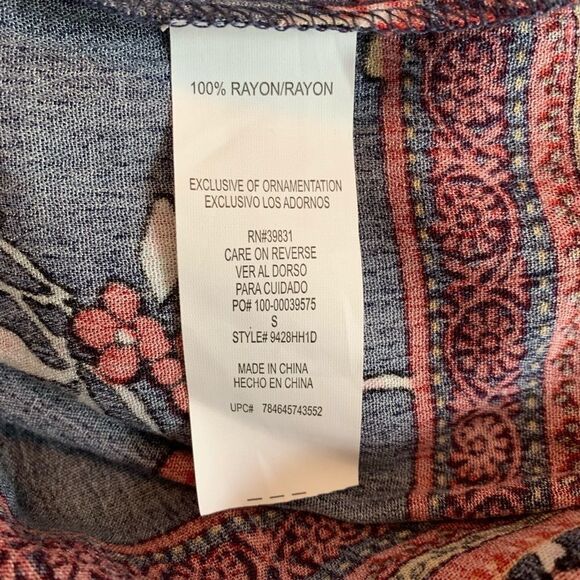 100% RAYON/RAYON
EXCLUSIVE OF ORNAMENTATION
EXCLUSIVO LOS ADORNOS
RN#39831
CARE ON REVERSE
VER AL DORSO
PARA CUIDADO
PO# 100-00039575
S
STYLE# 9428HH1D
MADE IN CHINA
HECHO EN CHINA
UPC# 784645743552